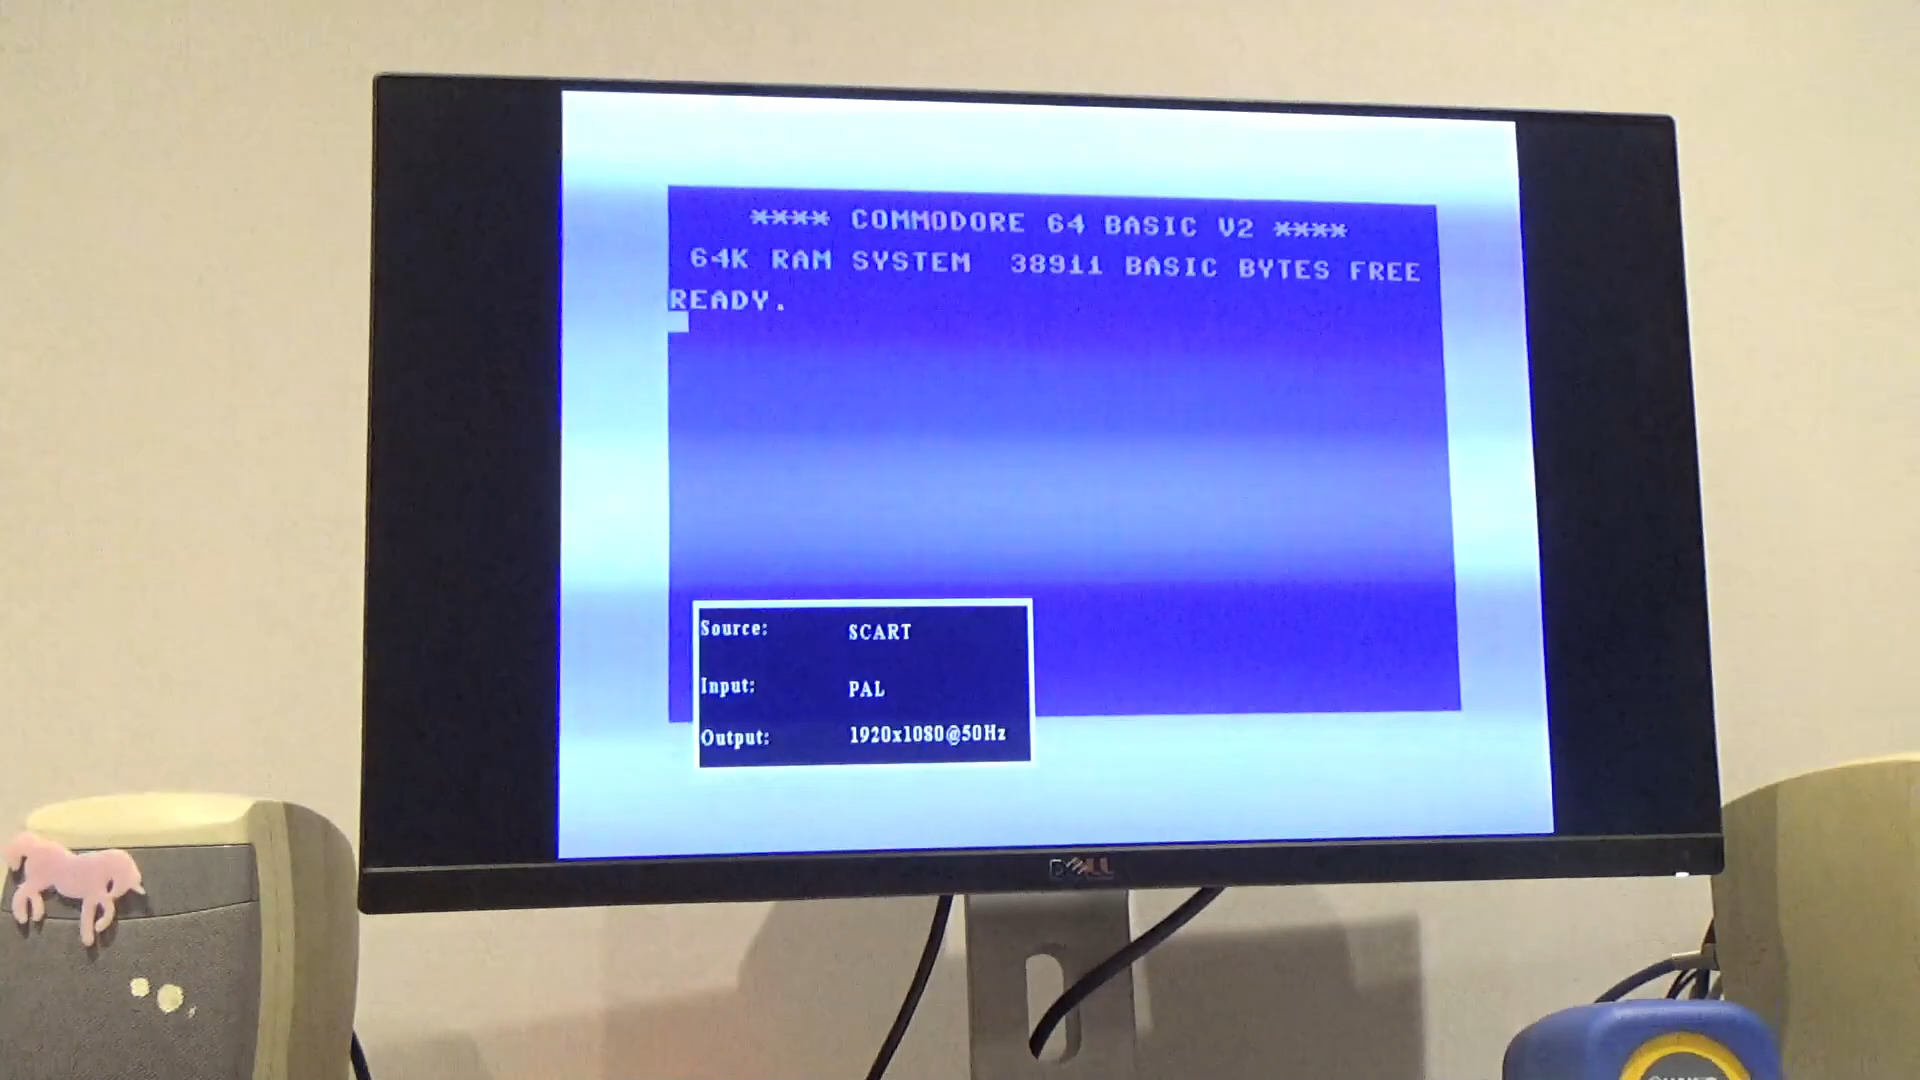 **** COMMODORE 64 BASIC V2 ****
64K RAM SYSTEM  38911 BASIC BYTES FREE
READY.
Source: SCART
Input: PAL
Output: 1920x1080@50Hz
DELL